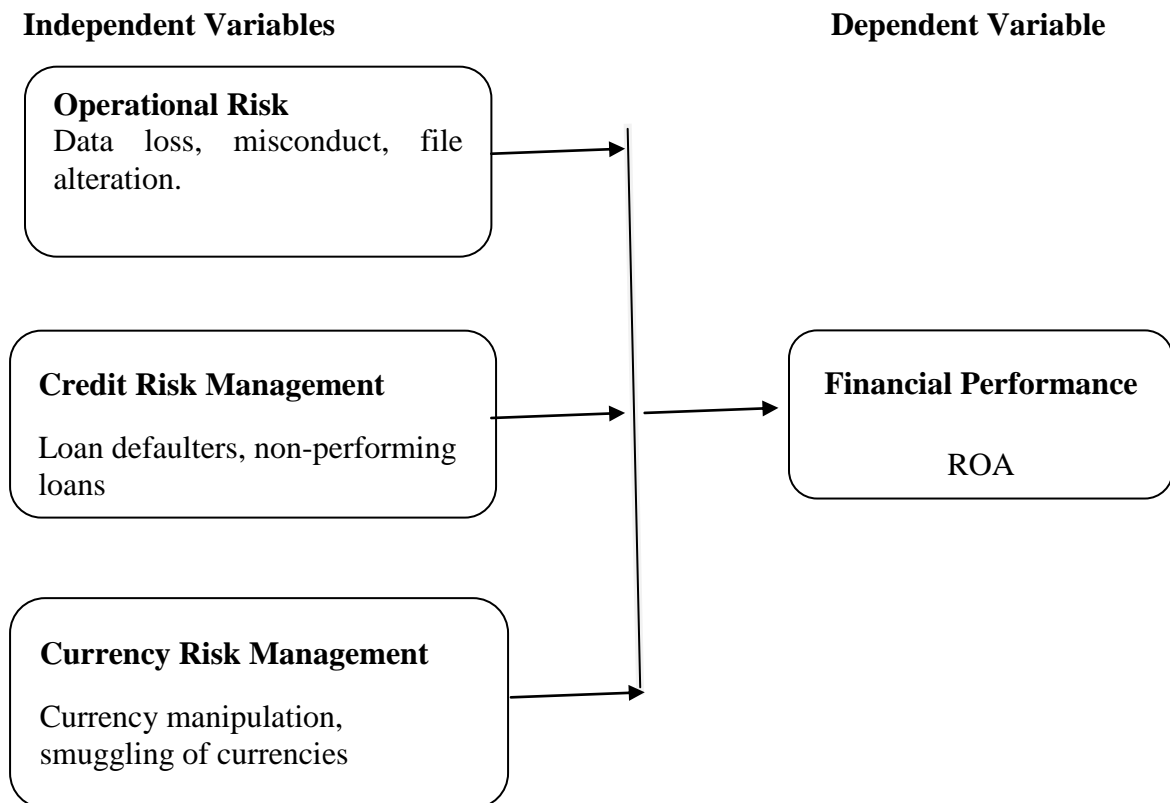 Independent Variables
Dependent Variable
Operational Risk
Data loss, misconduct, file
alteration.
Credit Risk Management
Loan defaulters, non-performing
loans
Financial Performance
ROA
Currency Risk Management
Currency manipulation,
smuggling of currencies